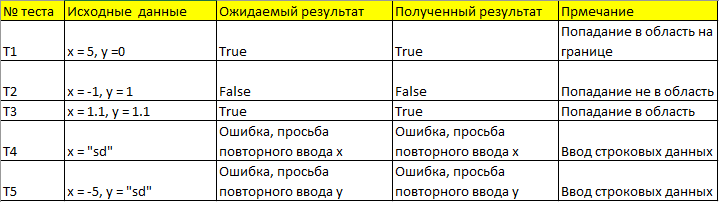 № теста Исходные данные Ожидаемый результат Полученный результат Прмечание
T1 x = 5, y =0 True True Попадание в область на границе
T2 x = -1, y = 1 False False Попадание не в область
T3 x = 1.1, y = 1.1 True True Попадание в область
T4 x = "sd" Ошибка, просьба повторного ввода x Ошибка, просьба повторного ввода x Ввод строковых данных
T5 x = -5, y = "sd" Ошибка, просьба повторного ввода y Ошибка, просьба повторного ввода y Ввод строковых данных